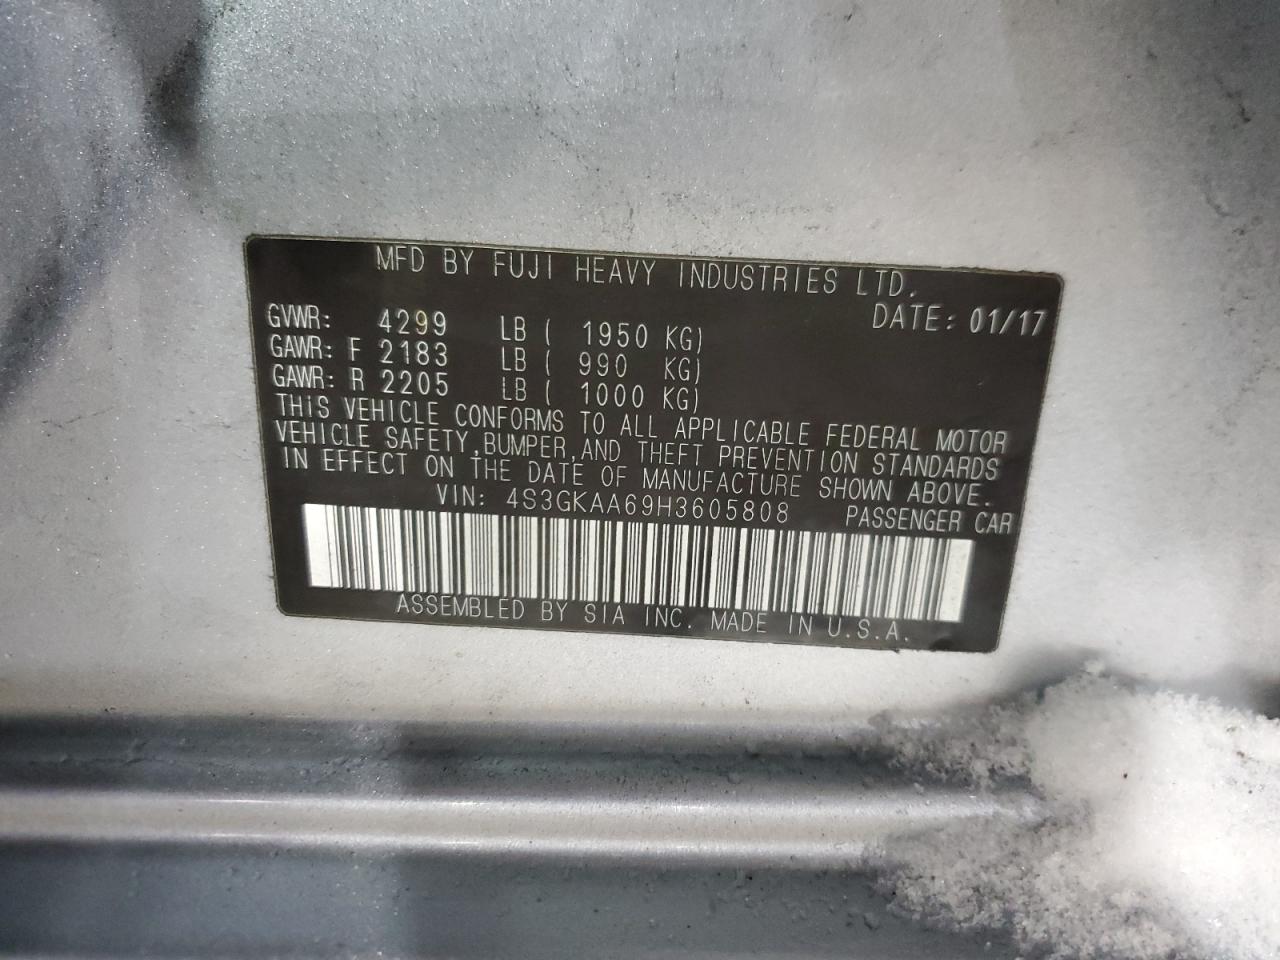 MFD BY FUJI HEAVY INDUSTRIES LTD.
DATE: 01/17
GVWR: 4299 LB ( 1950 KG)
GAWR: F 2183 LB ( 990 KG)
GAWR: R 2205 LB ( 1000 KG)
THIS VEHICLE CONFORMS TO ALL APPLICABLE FEDERAL MOTOR
VEHICLE SAFETY, BUMPER, AND THEFT PREVENTION STANDARDS
IN EFFECT ON THE DATE OF MANUFACTURE SHOWN ABOVE.
VIN: 4S3GKAA69H3605808 PASSENGER CAR
ASSEMBLED BY SIA INC. MADE IN U.S.A.